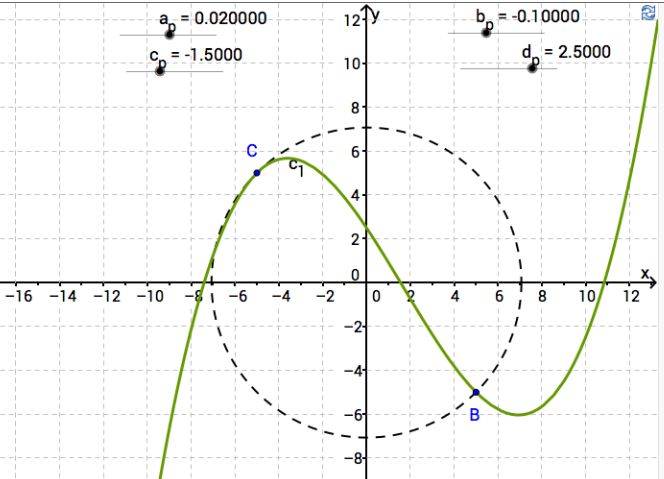 a_p = 0.020000
b_p = -0.10000
c_p = -1.5000
d_p = 2.5000
y
12
10
8
6
4
2
0
C
c_1
x
-16 -14 -12 -10 -8 -6 -4 -2 0 2 4 6 8 10 12
-2
-4
-6
-8
B